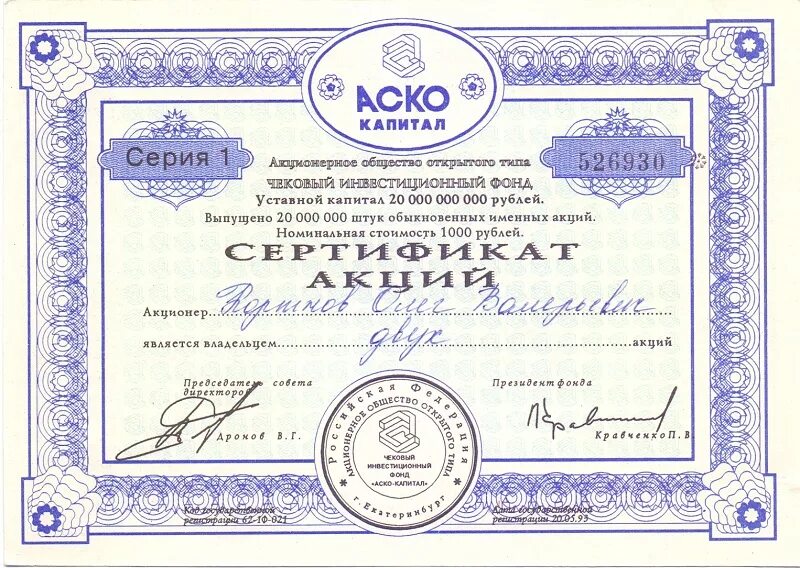 АСКО
КАПИТАЛ
Серия 1
526930
Акционерное общество открытого типа
ЧЕКОВЫЙ ИНВЕСТИЦИОННЫЙ ФОНД
Уставной капитал 20 000 000 000 рублей.
Выпущено 20 000 000 штук обыкновенных именных акций.
Номинальная стоимость 1000 рублей.
СЕРТИФИКАТ
АКЦИЙ
Акционер Коршнов Олег Валерьевич
является владельцем двух акций
Председатель совета
директоров
Дронов В.Г.
Президент фонда
Кравченко П.В.
Российская Федерация
АКЦИОНЕРНОЕ ОБЩЕСТВО ОТКРЫТОГО ТИПА
ЧЕКОВЫЙ
ИНВЕСТИЦИОННЫЙ
ФОНД
«АСКО-КАПИТАЛ»
г. Екатеринбург
Код государственной
регистрации 62-1Ф-021
Дата государственной
регистрации 20.05.93